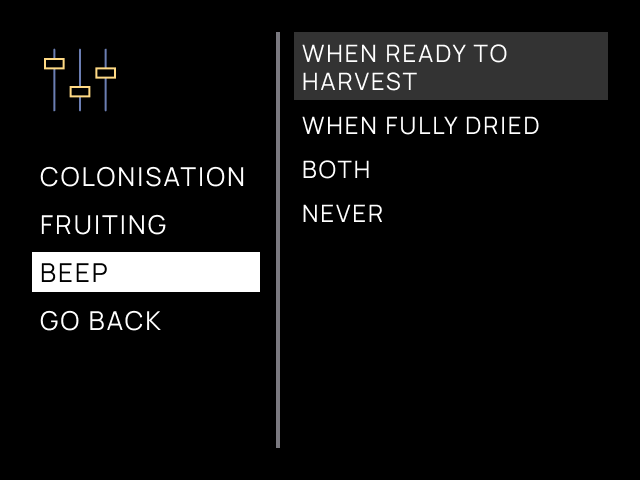 COLONISATION
FRUITING
BEEP
GO BACK
WHEN READY TO
HARVEST
WHEN FULLY DRIED
BOTH
NEVER